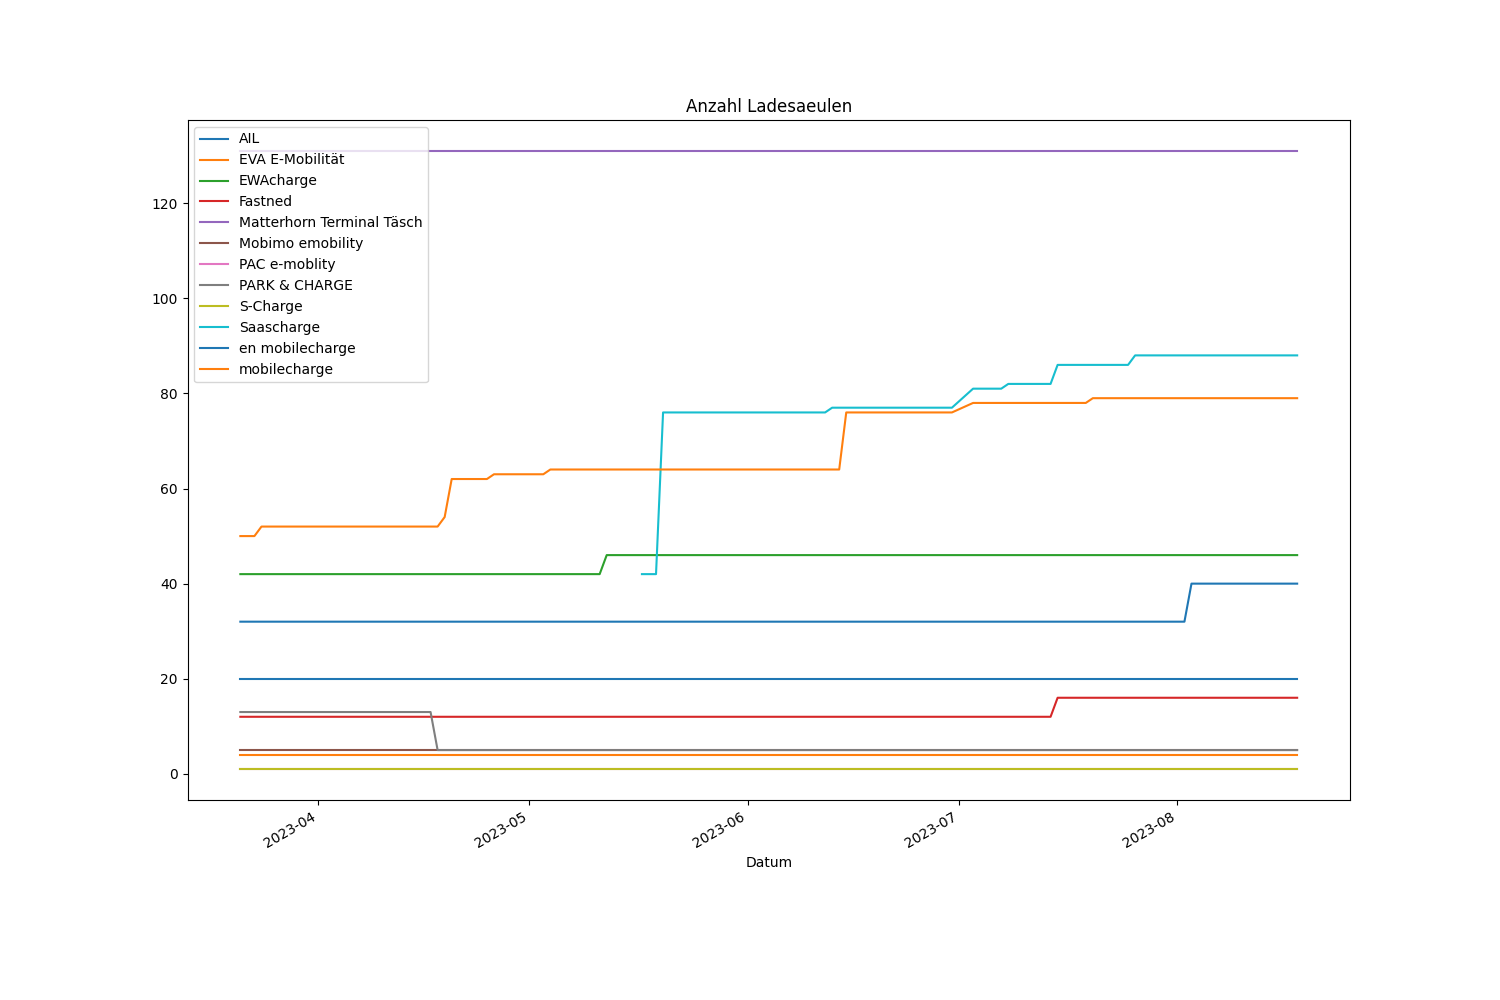 Anzahl Ladesaeulen
AIL
EVA E-Mobilität
EWAcharge
Fastned
Matterhorn Terminal Täsch
Mobimo emobility
PAC e-moblity
PARK & CHARGE
S-Charge
Saascharge
en mobilecharge
mobilecharge
120
100
80
60
40
20
0
2023-04
2023-05
2023-06
2023-07
2023-08
Datum